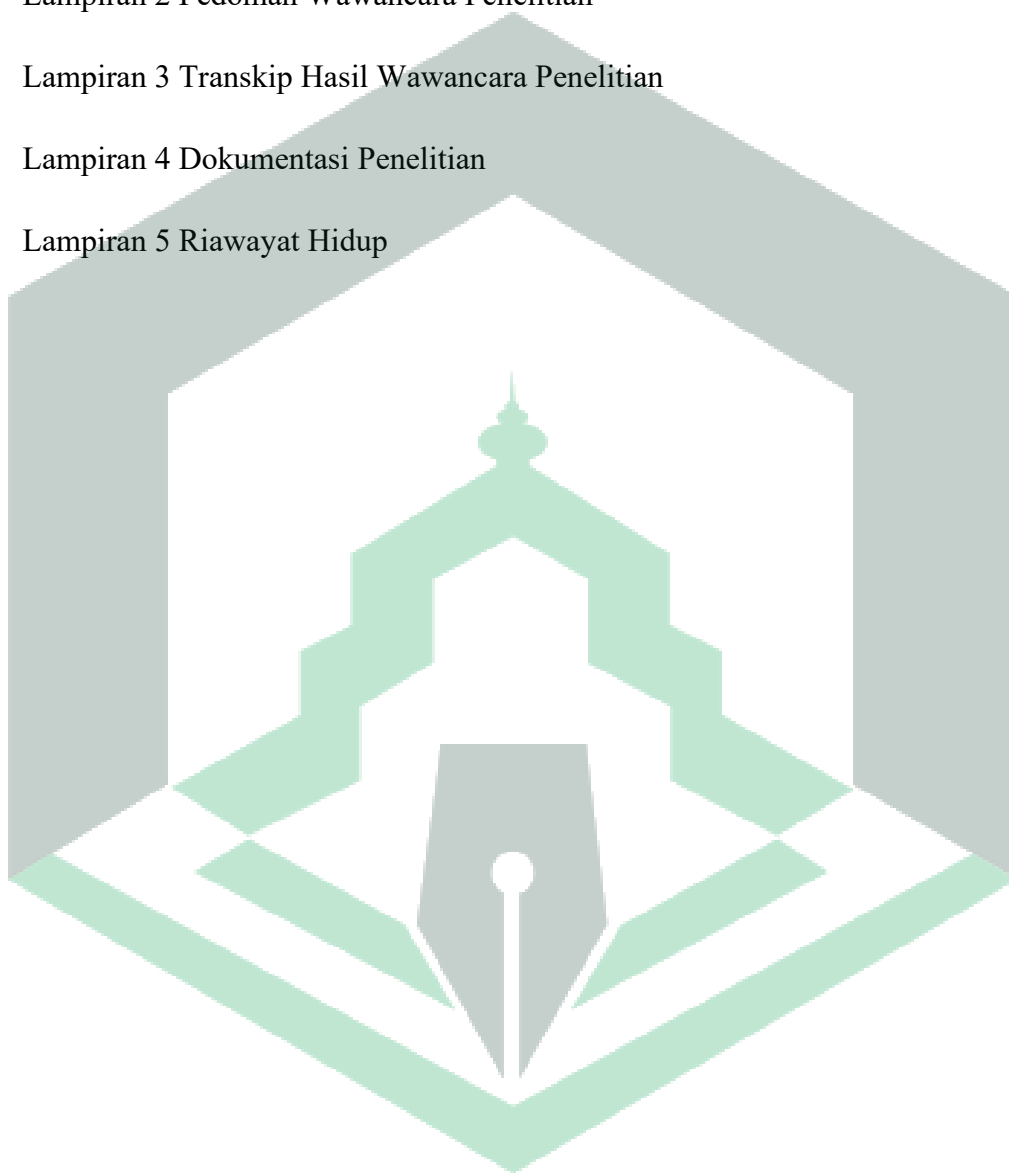 Lampiran 2 Pedoman Wawancara Penelitian
Lampiran 3 Transkip Hasil Wawancara Penelitian
Lampiran 4 Dokumentasi Penelitian
Lampiran 5 Riawayat Hidup